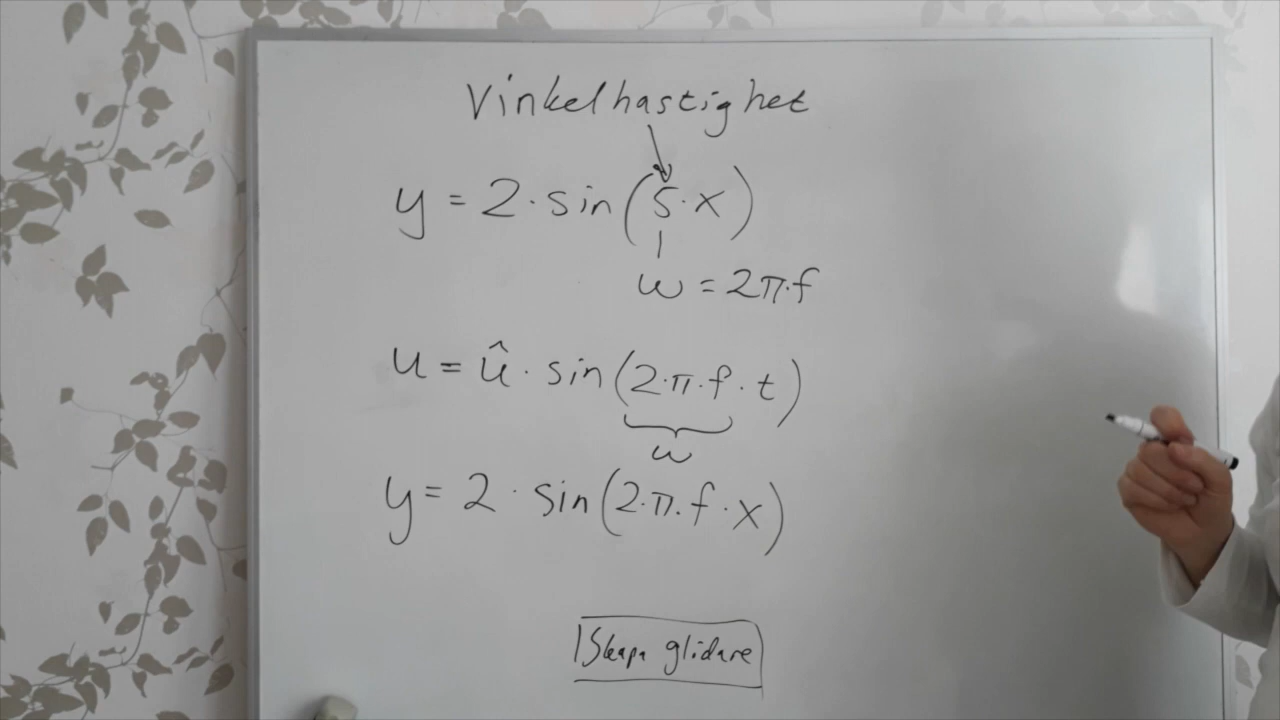 Vinkelhastighet
y = 2 · sin(5 · x)
ω = 2π·f
u = û · sin(2·π·f · t)
ω
y = 2 · sin(2·π·f · x)
Skapa glidare